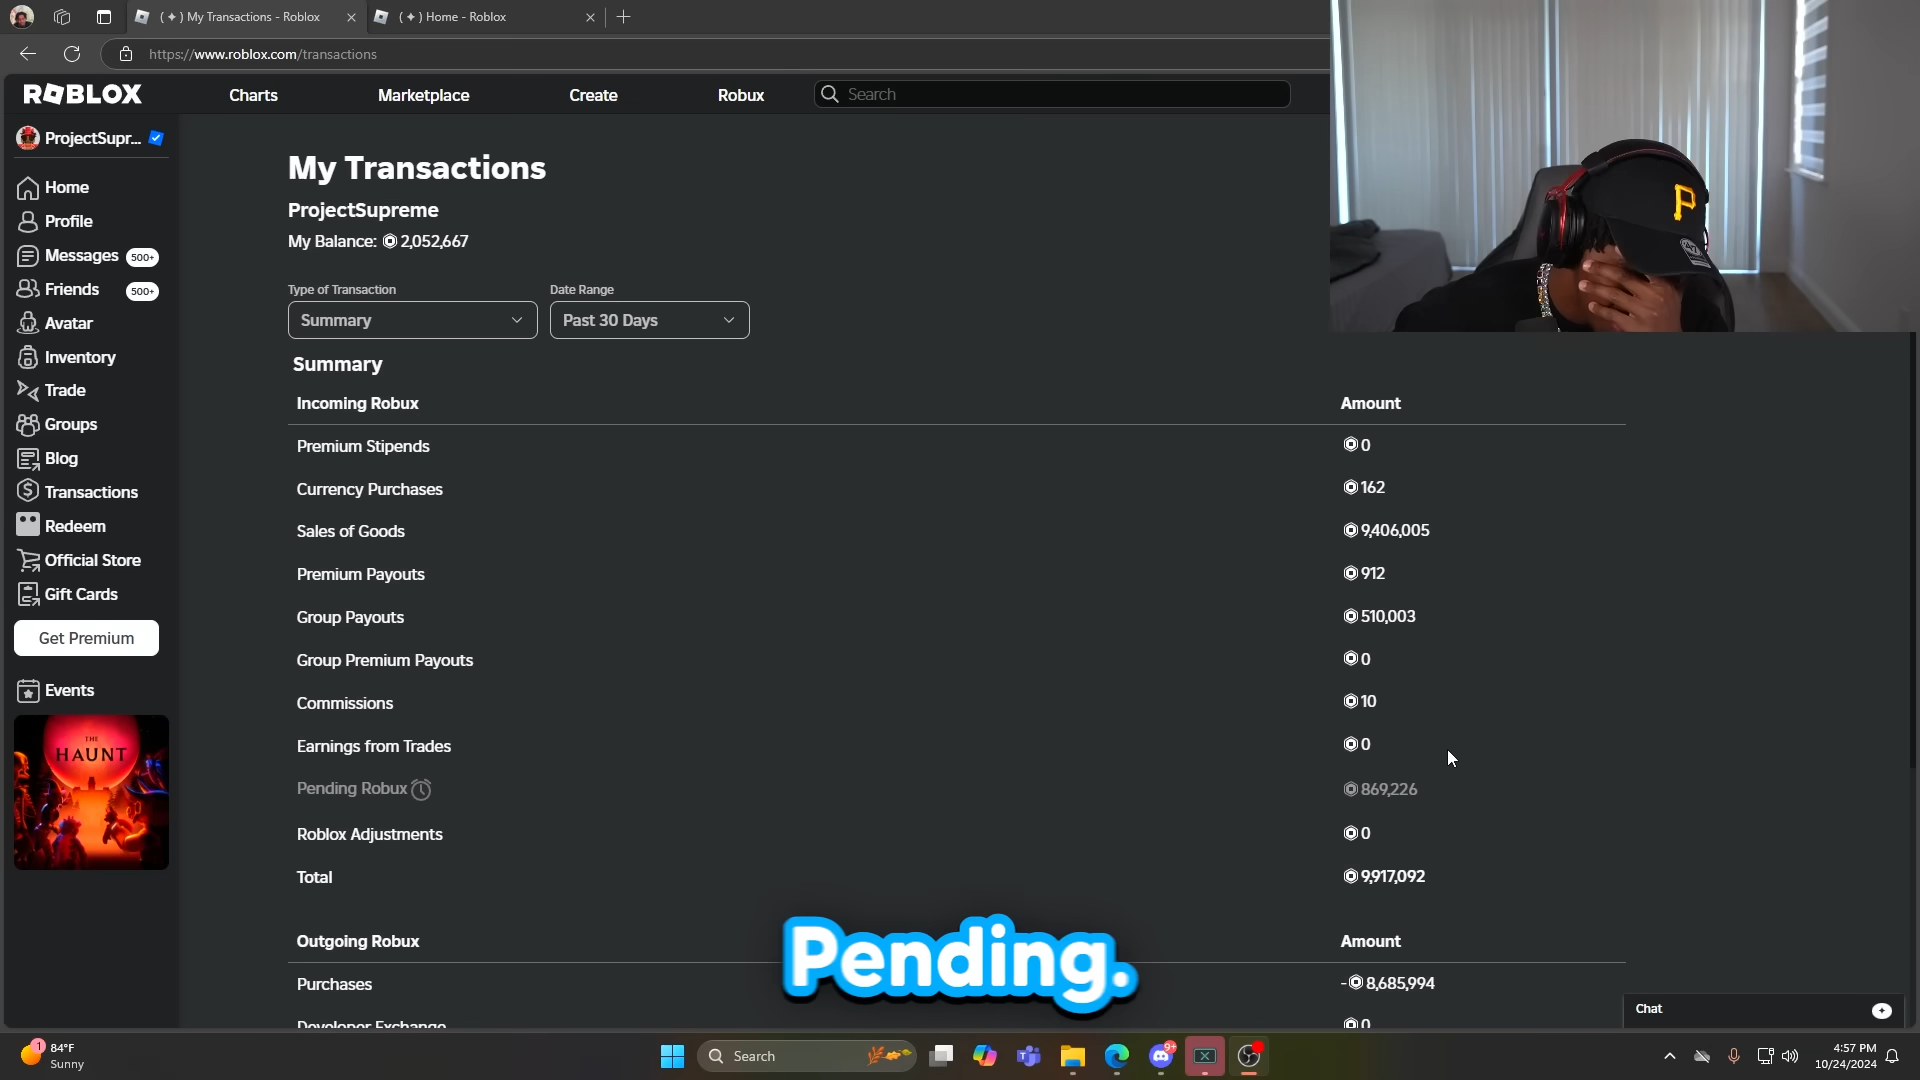 ( ✦ ) My Transactions - Roblox
( ✦ ) Home - Roblox
https://www.roblox.com/transactions
ROBLOX
Charts
Marketplace
Create
Robux
Search
ProjectSupr...
Home
Profile
Messages 500+
Friends 500+
Avatar
Inventory
Trade
Groups
Blog
Transactions
Redeem
Official Store
Gift Cards
Get Premium
Events
THE
HAUNT
My Transactions
ProjectSupreme
My Balance: 2,052,667
Type of Transaction
Date Range
Summary
Past 30 Days
Summary
Incoming Robux Amount
Premium Stipends 0
Currency Purchases 162
Sales of Goods 9,406,005
Premium Payouts 912
Group Payouts 510,003
Group Premium Payouts 0
Commissions 10
Earnings from Trades 0
Pending Robux 869,226
Roblox Adjustments 0
Total 9,917,092
Outgoing Robux Amount
Purchases -8,685,994
Developer Exchange 0
P
Pending.
Chat
1
84°F
Sunny
Search
9+
4:57 PM
10/24/2024